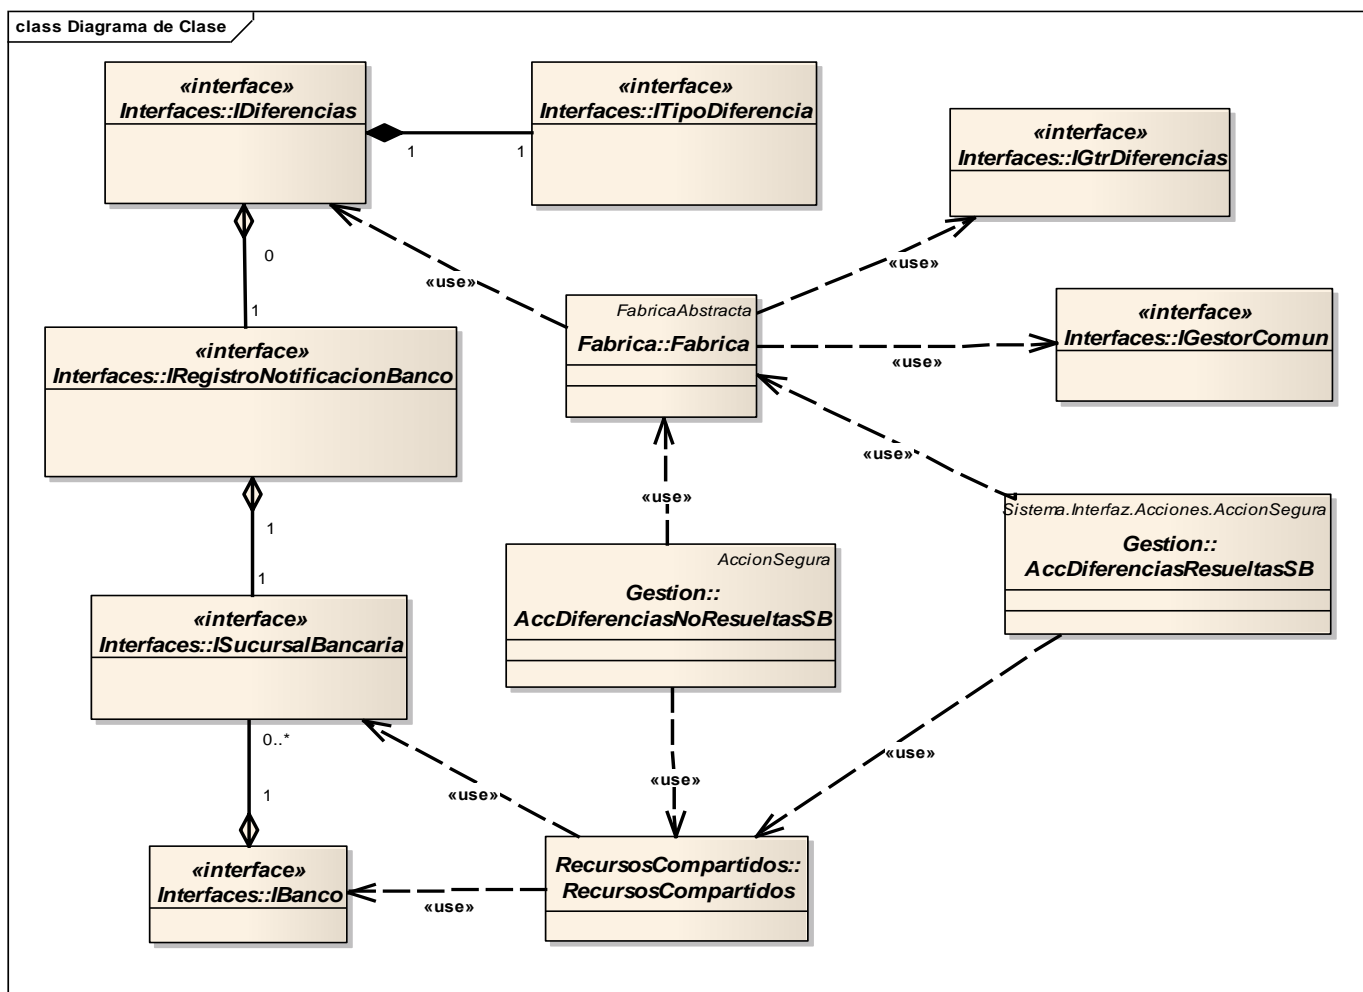 class Diagrama de Clase
«interface»
Interfaces::IDiferencias
«interface»
Interfaces::ITipoDiferencia
«interface»
Interfaces::IGtrDiferencias
1
1
0
1
«use»
«use»
FabricaAbstracta
Fabrica::Fabrica
«interface»
Interfaces::IGestorComun
«use»
«interface»
Interfaces::IRegistroNotificacionBanco
«use»
«use»
1
1
AccionSegura
Gestion::
AccDiferenciasNoResueltasSB
Sistema.Interfaz.Acciones.AccionSegura
Gestion::
AccDiferenciasResueltasSB
«interface»
Interfaces::ISucursalBancaria
0..*
1
«use»
«use»
«use»
«interface»
Interfaces::IBanco
«use»
RecursosCompartidos::
RecursosCompartidos